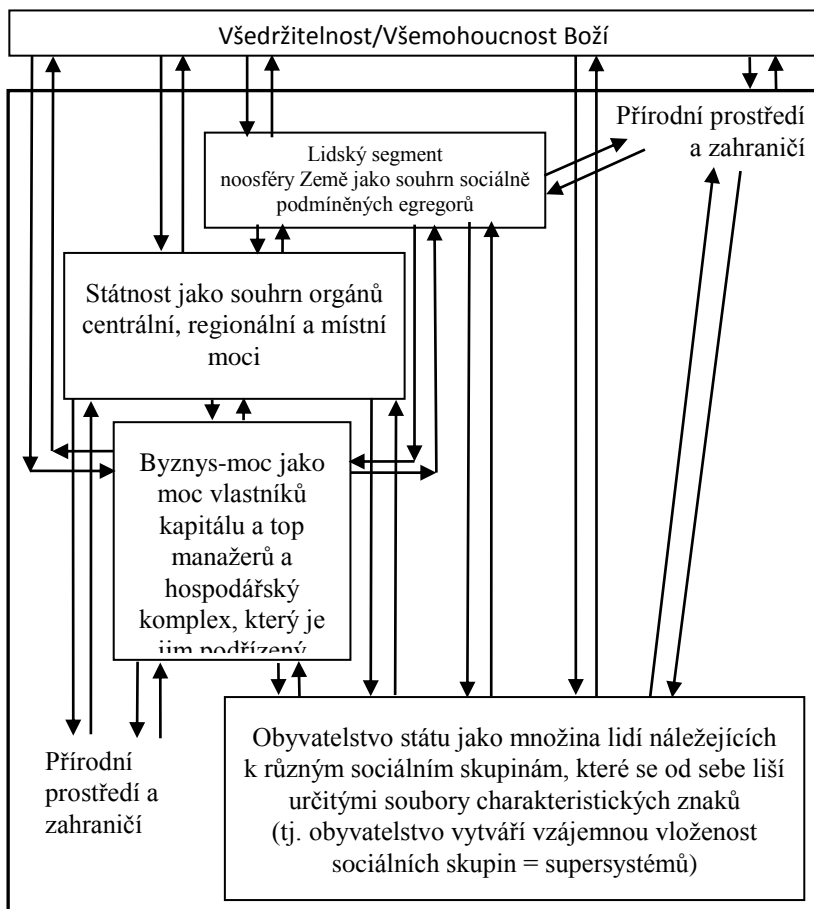 Všedržitelnost/Všemohoucnost Boží
Přírodní prostředí
a zahraničí
Lidský segment
noosféry Země jako souhrn sociálně
podmíněných egregorů
Státnost jako souhrn orgánů
centrální, regionální a místní
moci
Byznys-moc jako
moc vlastníků
kapitálu a top
manažerů a
hospodářský
komplex, který je
jim podřízený
Přírodní
prostředí a
zahraničí
Obyvatelstvo státu jako množina lidí náležejících
k různým sociálním skupinám, které se od sebe liší
určitými soubory charakteristických znaků
(tj. obyvatelstvo vytváří vzájemnou vloženost
sociálních skupin = supersystémů)